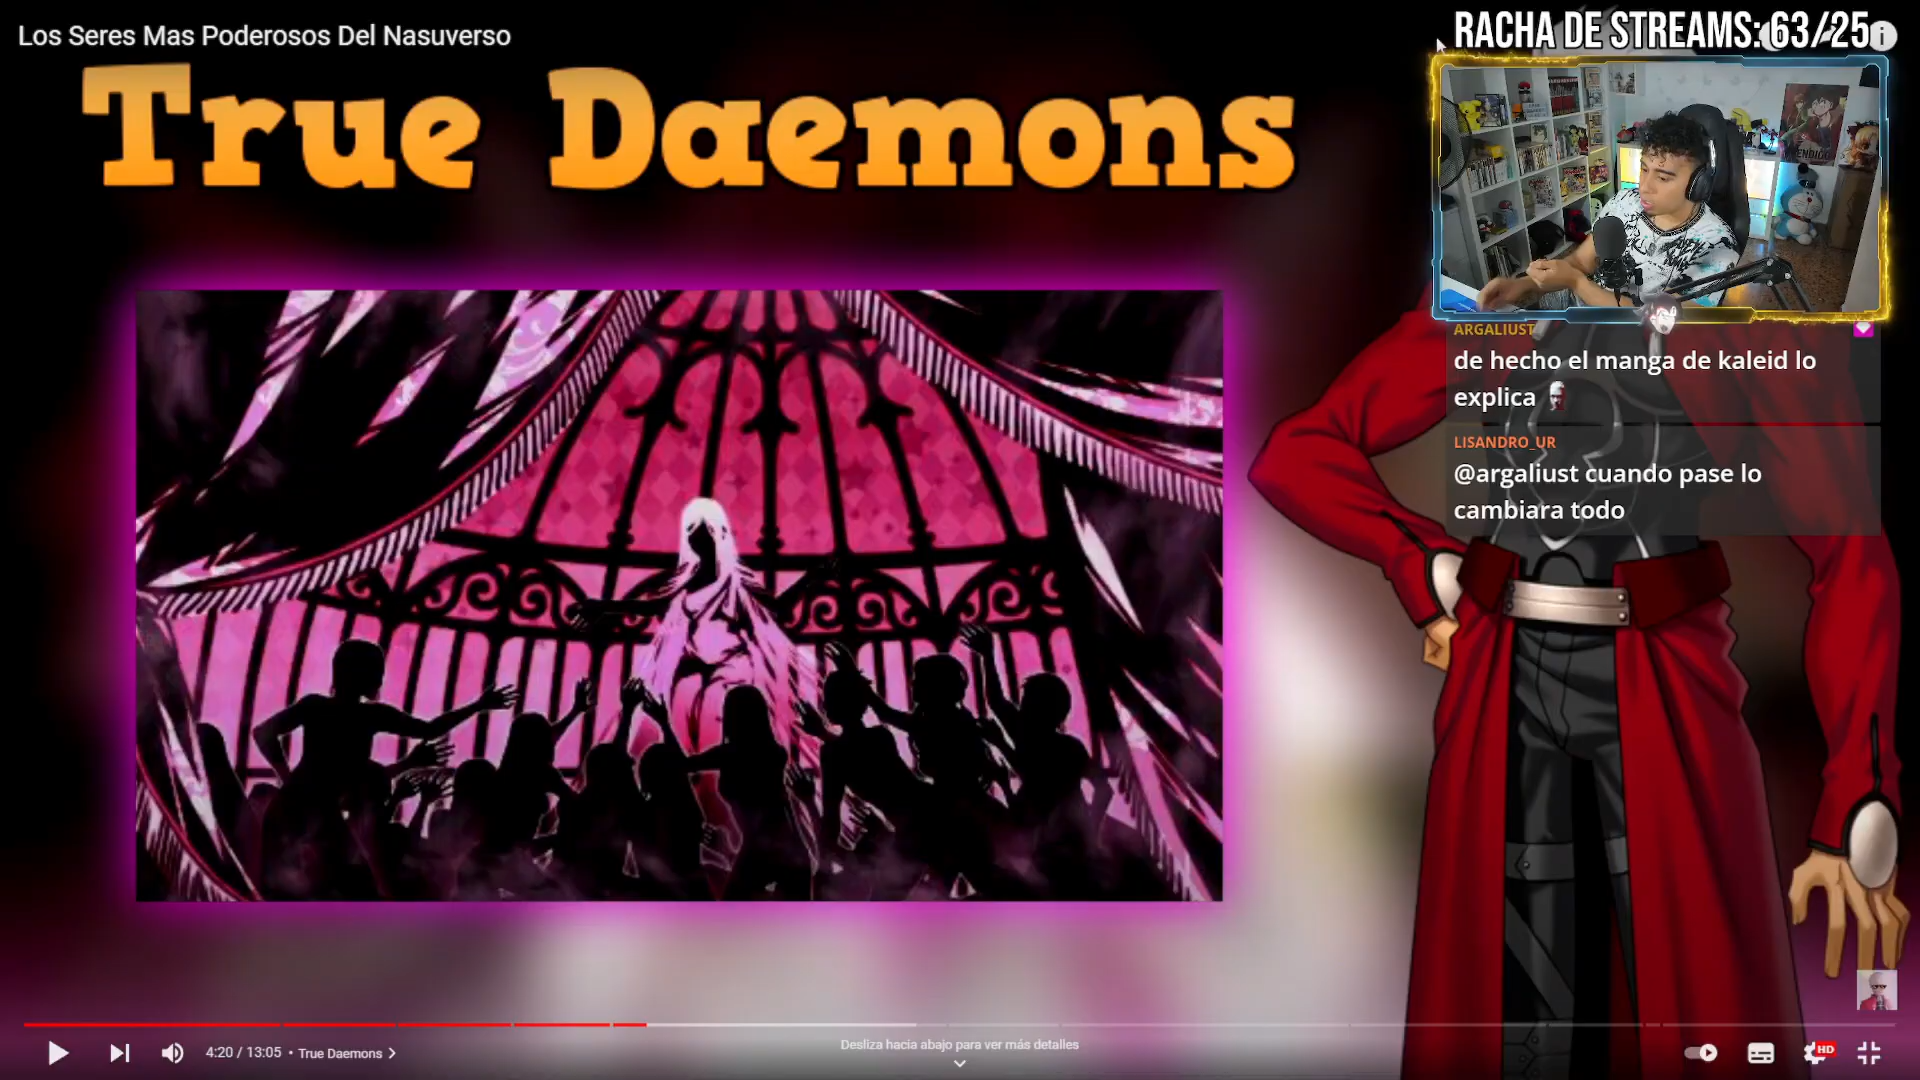 Los Seres Mas Poderosos Del Nasuverso
RACHA DE STREAMS: 63/25
True Daemons
ARGALIUST
de hecho el manga de kaleid lo
explica
LISANDRO_UR
@argaliust cuando pase lo
cambiara todo
Desliza hacia abajo para ver más detalles
4:20 / 13:05 • True Daemons
HD